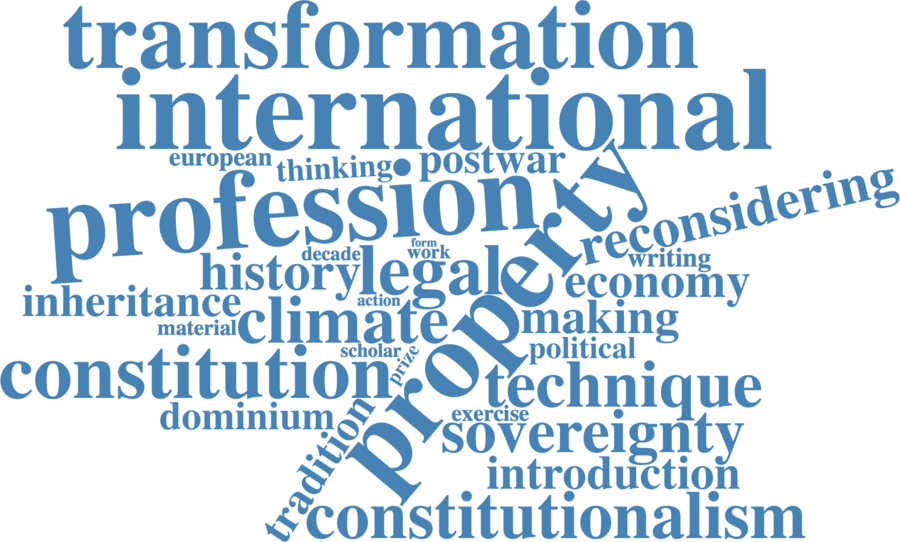 transformation
international
european thinking postwar
profession
property
reconsidering
form
decade work writing
history legal economy
inheritance action
material climate making
scholar political
constitution prize technique
dominium exercise
tradition sovereignty
introduction
constitutionalism